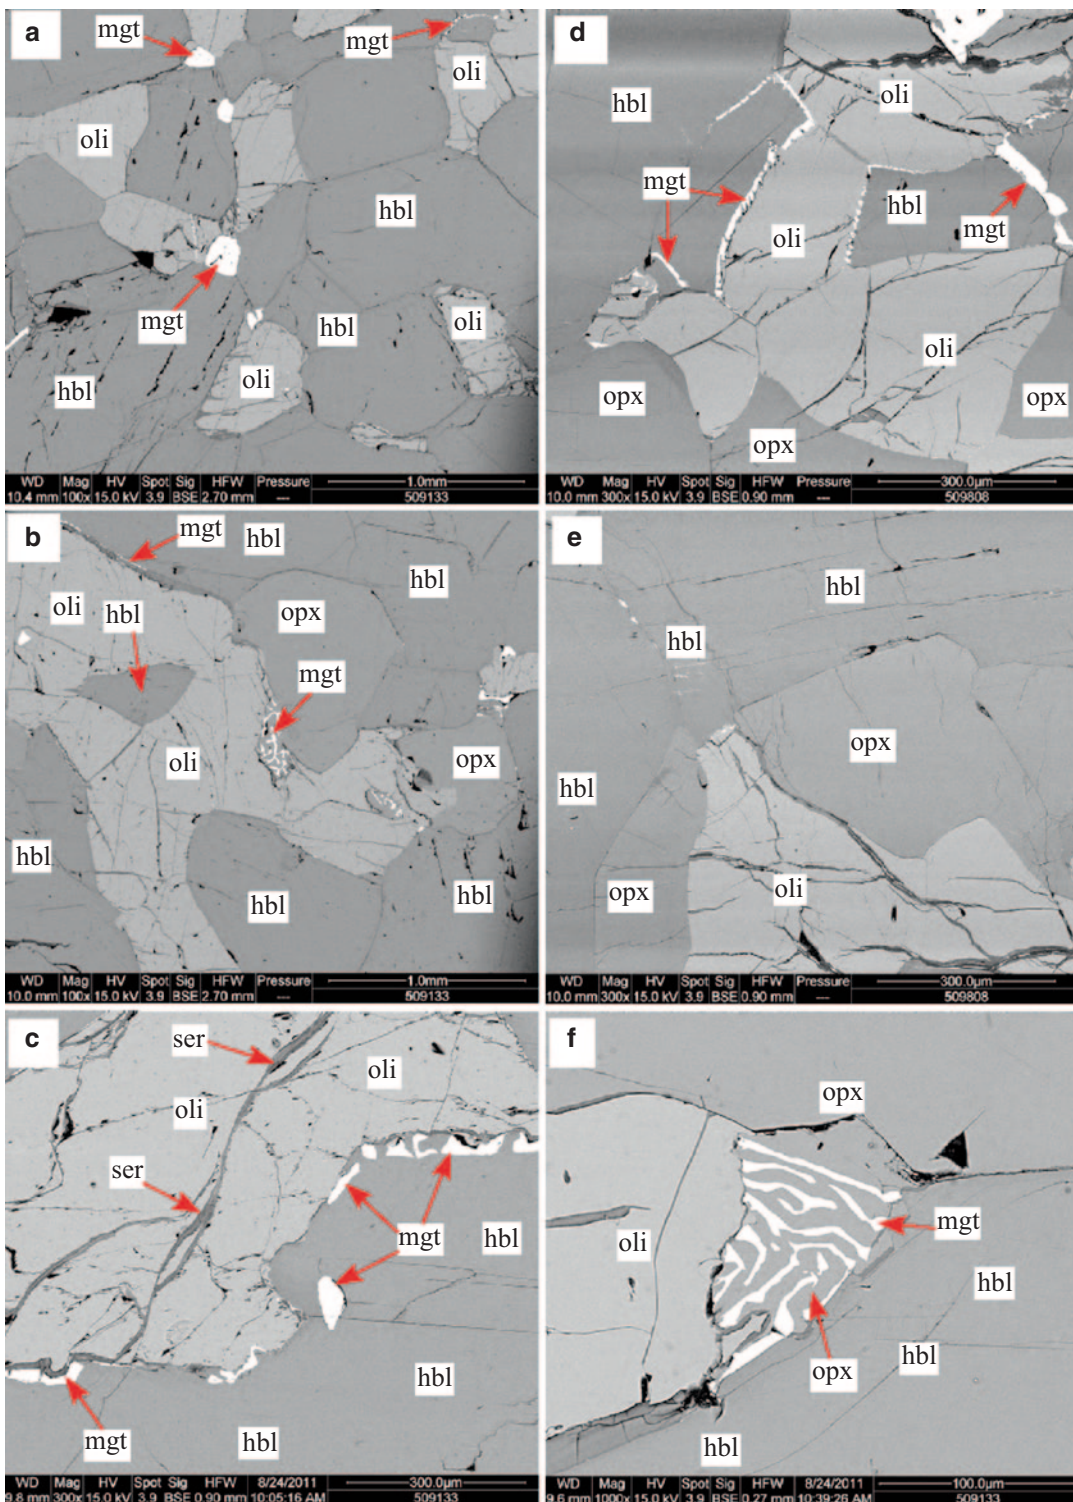 a
mgt
mgt
oli
oli
hbl
mgt
hbl
oli
oli
hbl
WD Mag HV Spot Sig HFW Pressure 1.0mm
10.4 mm 100x 15.0 kV 3.9 BSE 2.70 mm --- 509133
b
mgt
hbl
hbl
oli
hbl
opx
mgt
oli
opx
hbl
hbl
hbl
WD Mag HV Spot Sig HFW Pressure 1.0mm
10.0 mm 100x 15.0 kV 3.9 BSE 2.70 mm --- 509133
c
ser
oli
oli
ser
mgt
hbl
hbl
mgt
hbl
WD Mag HV Spot Sig HFW 8/24/2011 300.0µm
9.8 mm 300x 15.0 kV 3.9 BSE 0.90 mm 10:05:16 AM 509133
d
hbl
oli
mgt
hbl
mgt
oli
oli
opx
opx
opx
WD Mag HV Spot Sig HFW Pressure 300.0µm
10.0 mm 300x 15.0 kV 3.9 BSE 0.90 mm --- 509808
e
hbl
hbl
opx
hbl
opx
oli
WD Mag HV Spot Sig HFW Pressure 300.0µm
10.0 mm 300x 15.0 kV 3.9 BSE 0.90 mm --- 509808
f
opx
mgt
oli
hbl
hbl
opx
hbl
WD Mag HV Spot Sig HFW 8/24/2011 100.0µm
9.6 mm 1000x 15.0 kV 3.9 BSE 0.27 mm 10:39:26 AM 509133